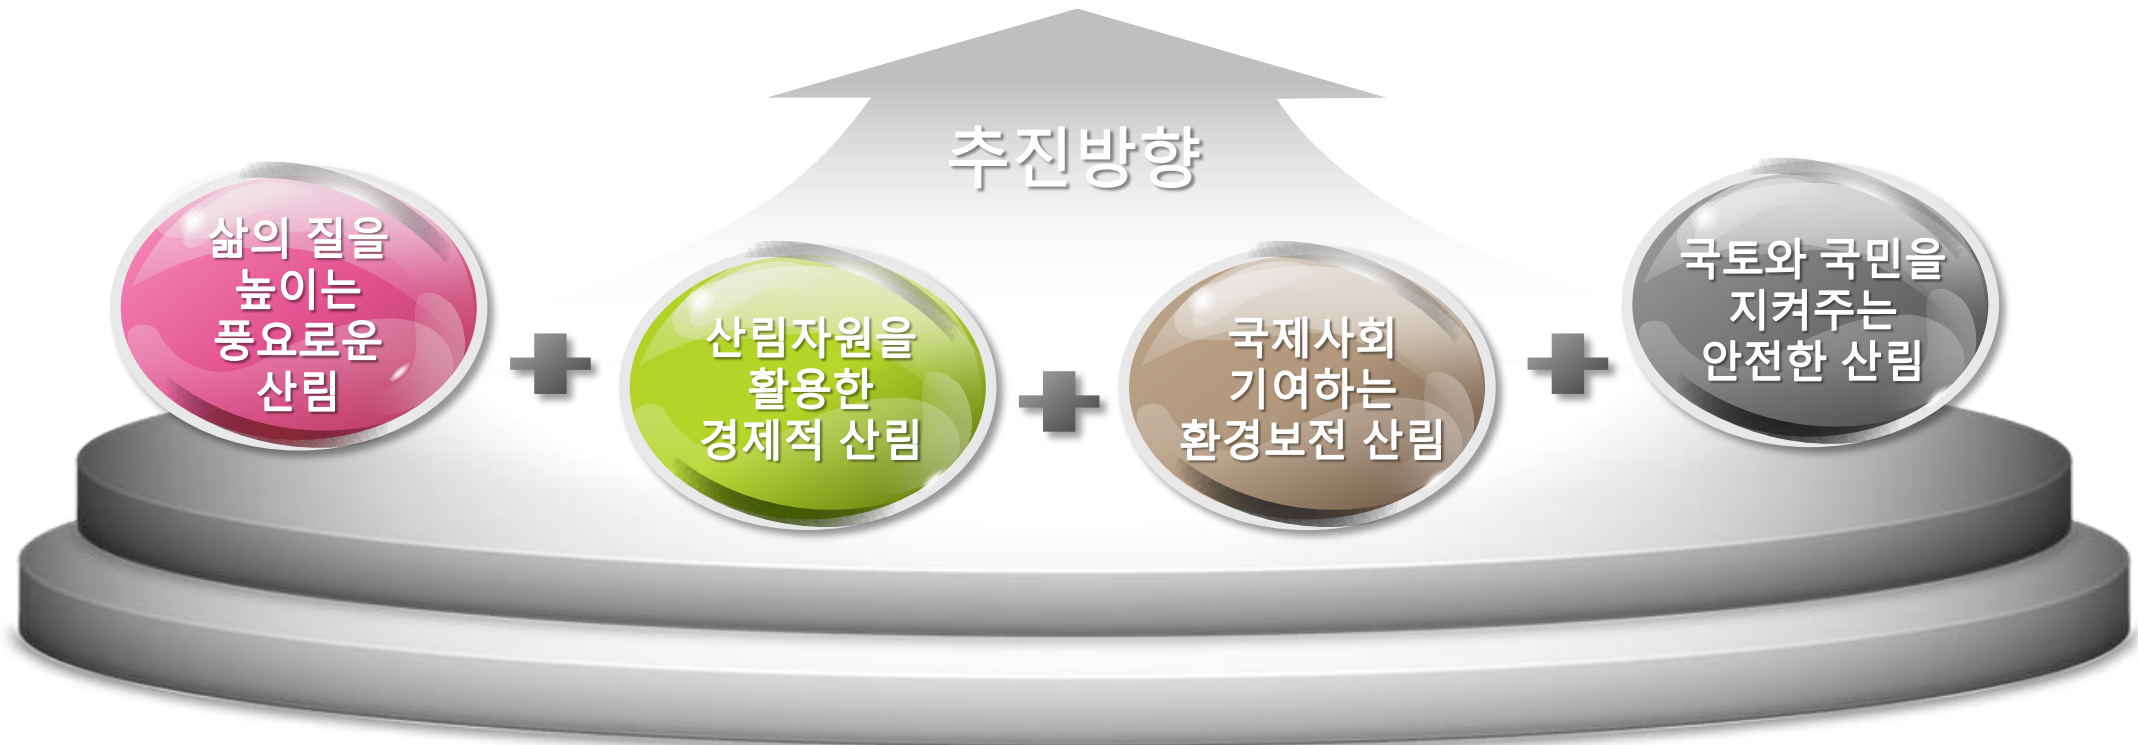 추진방향
삶의 질을
높이는
풍요로운
산림
산림자원을
활용한
경제적 산림
국제사회
기여하는
환경보전 산림
국토와 국민을
지켜주는
안전한 산림